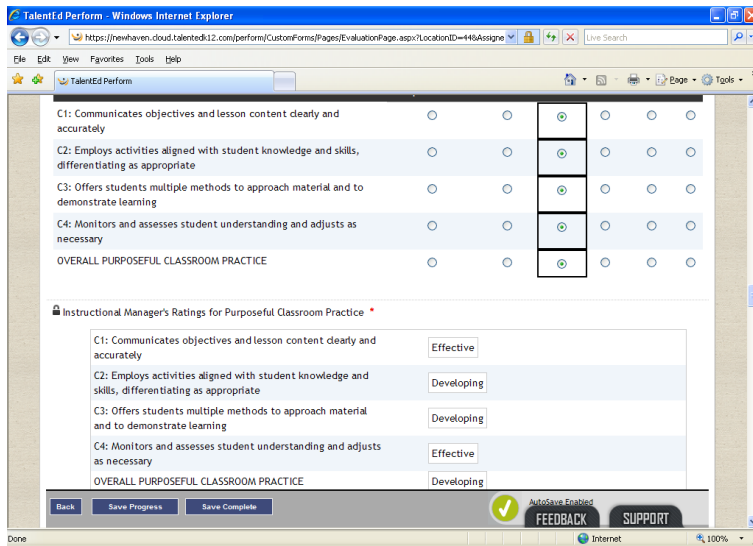 TalentEd Perform - Windows Internet Explorer
https://newhaven.cloud.talentedk12.com/perform/CustomForms/Pages/EvaluationPage.aspx?LocationID=448&Assigne
Live Search
File Edit View Favorites Tools Help
TalentEd Perform
Page Tools
C1: Communicates objectives and lesson content clearly and
accurately
C2: Employs activities aligned with student knowledge and skills,
differentiating as appropriate
C3: Offers students multiple methods to approach material and to
demonstrate learning
C4: Monitors and assesses student understanding and adjusts as
necessary
OVERALL PURPOSEFUL CLASSROOM PRACTICE
Instructional Manager's Ratings for Purposeful Classroom Practice *
C1: Communicates objectives and lesson content clearly and
accurately
Effective
C2: Employs activities aligned with student knowledge and
skills, differentiating as appropriate
Developing
C3: Offers students multiple methods to approach material
and to demonstrate learning
Developing
C4: Monitors and assesses student understanding and adjusts
as necessary
Effective
OVERALL PURPOSEFUL CLASSROOM PRACTICE
Developing
Back Save Progress Save Complete
AutoSave Enabled
FEEDBACK SUPPORT
Done Internet 100%